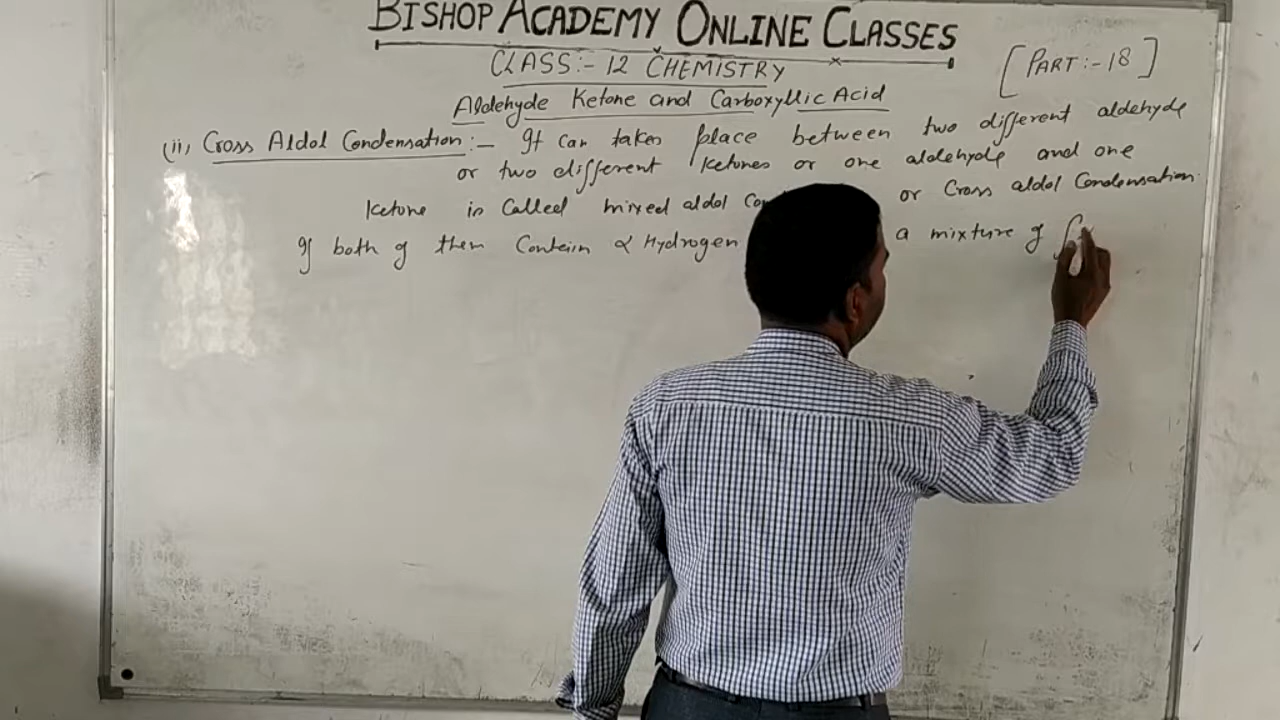 BISHOP ACADEMY ONLINE CLASSES
CLASS:- 12 CHEMISTRY
[PART:-18]
Aldehyde Ketone and Carboxyllic Acid
(ii) Cross Aldol Condensation:- It can takes place between two different aldehyde
or two different Ketones or one aldehyde and one
Ketone is Called mixed aldol or Cross aldol Condensation.
If both of them Contain α Hydrogen a mixture of